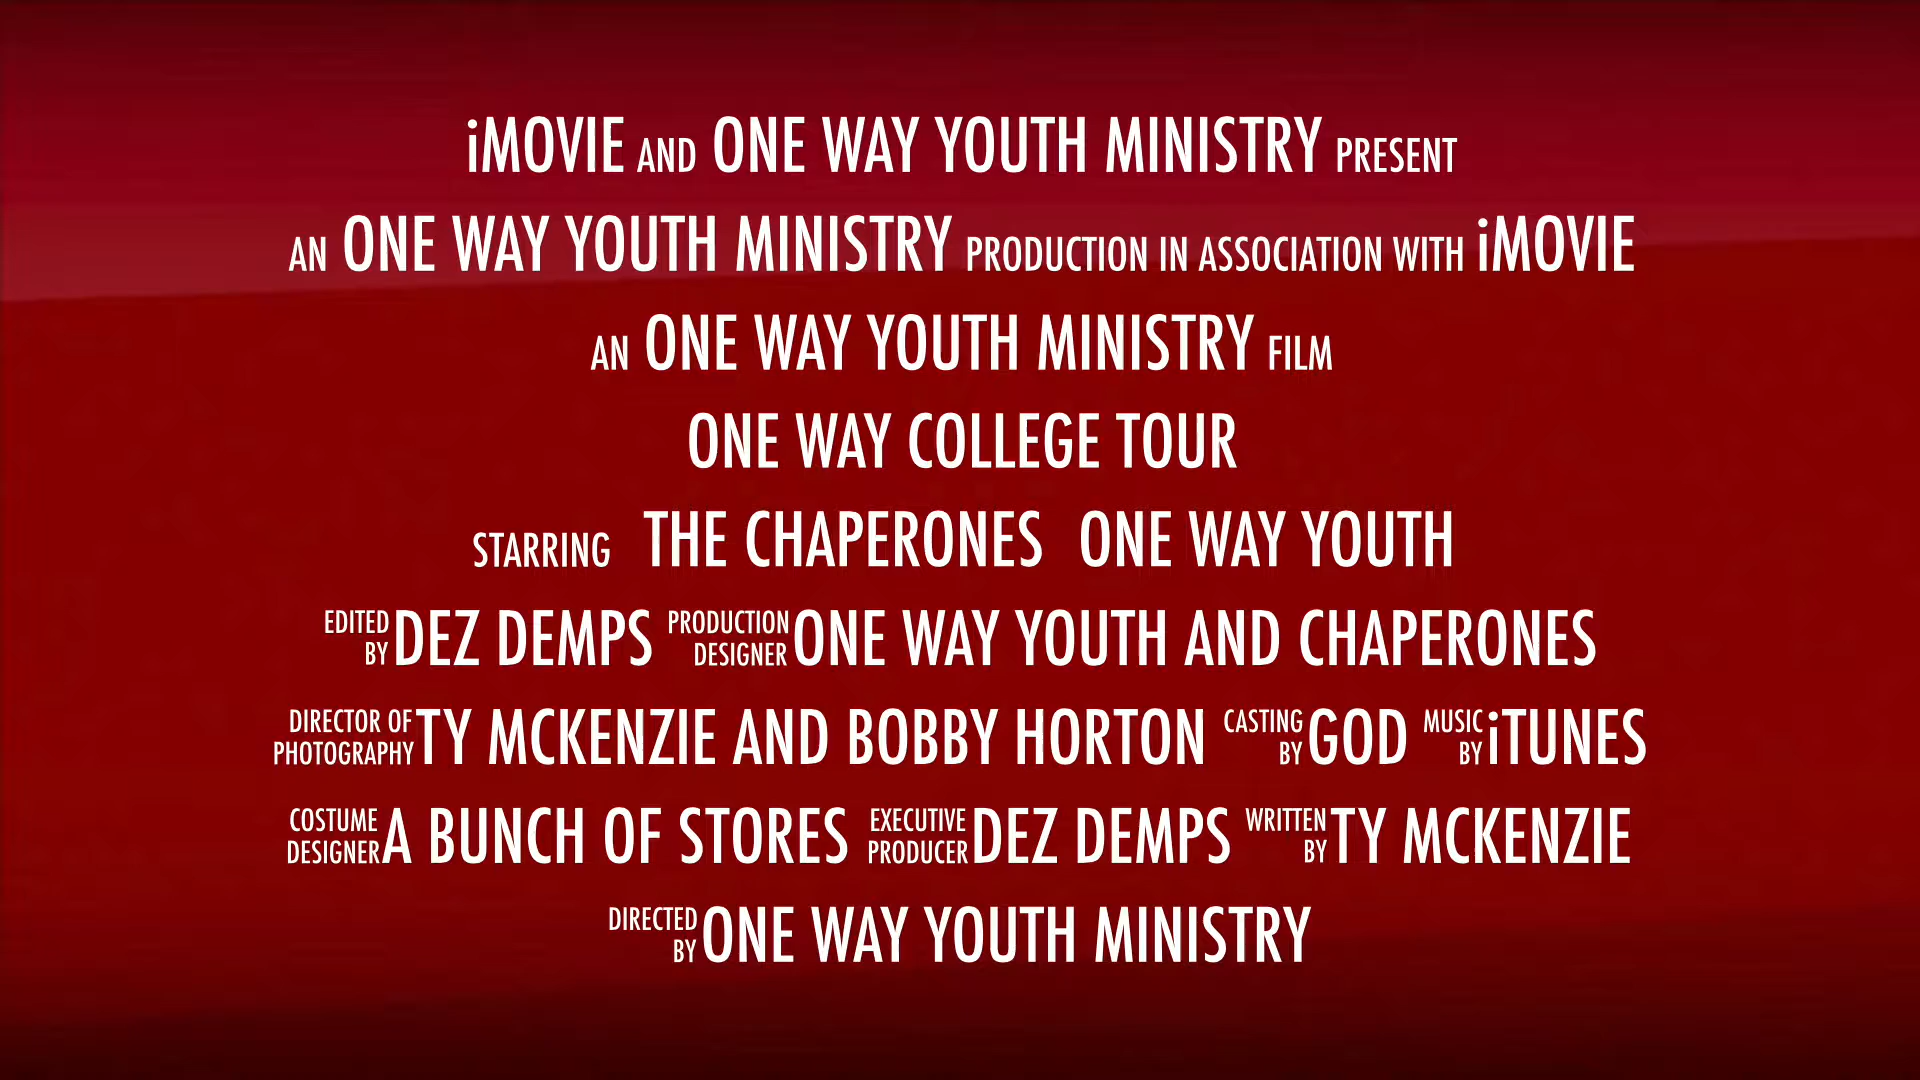 iMOVIE AND ONE WAY YOUTH MINISTRY PRESENT
AN ONE WAY YOUTH MINISTRY PRODUCTION IN ASSOCIATION WITH iMOVIE
AN ONE WAY YOUTH MINISTRY FILM
ONE WAY COLLEGE TOUR
STARRING THE CHAPERONES ONE WAY YOUTH
EDITED BY DEZ DEMPS PRODUCTION DESIGNER ONE WAY YOUTH AND CHAPERONES
DIRECTOR OF PHOTOGRAPHY TY MCKENZIE AND BOBBY HORTON CASTING BY GOD MUSIC BY iTUNES
COSTUME DESIGNER A BUNCH OF STORES EXECUTIVE PRODUCER DEZ DEMPS WRITTEN BY TY MCKENZIE
DIRECTED BY ONE WAY YOUTH MINISTRY